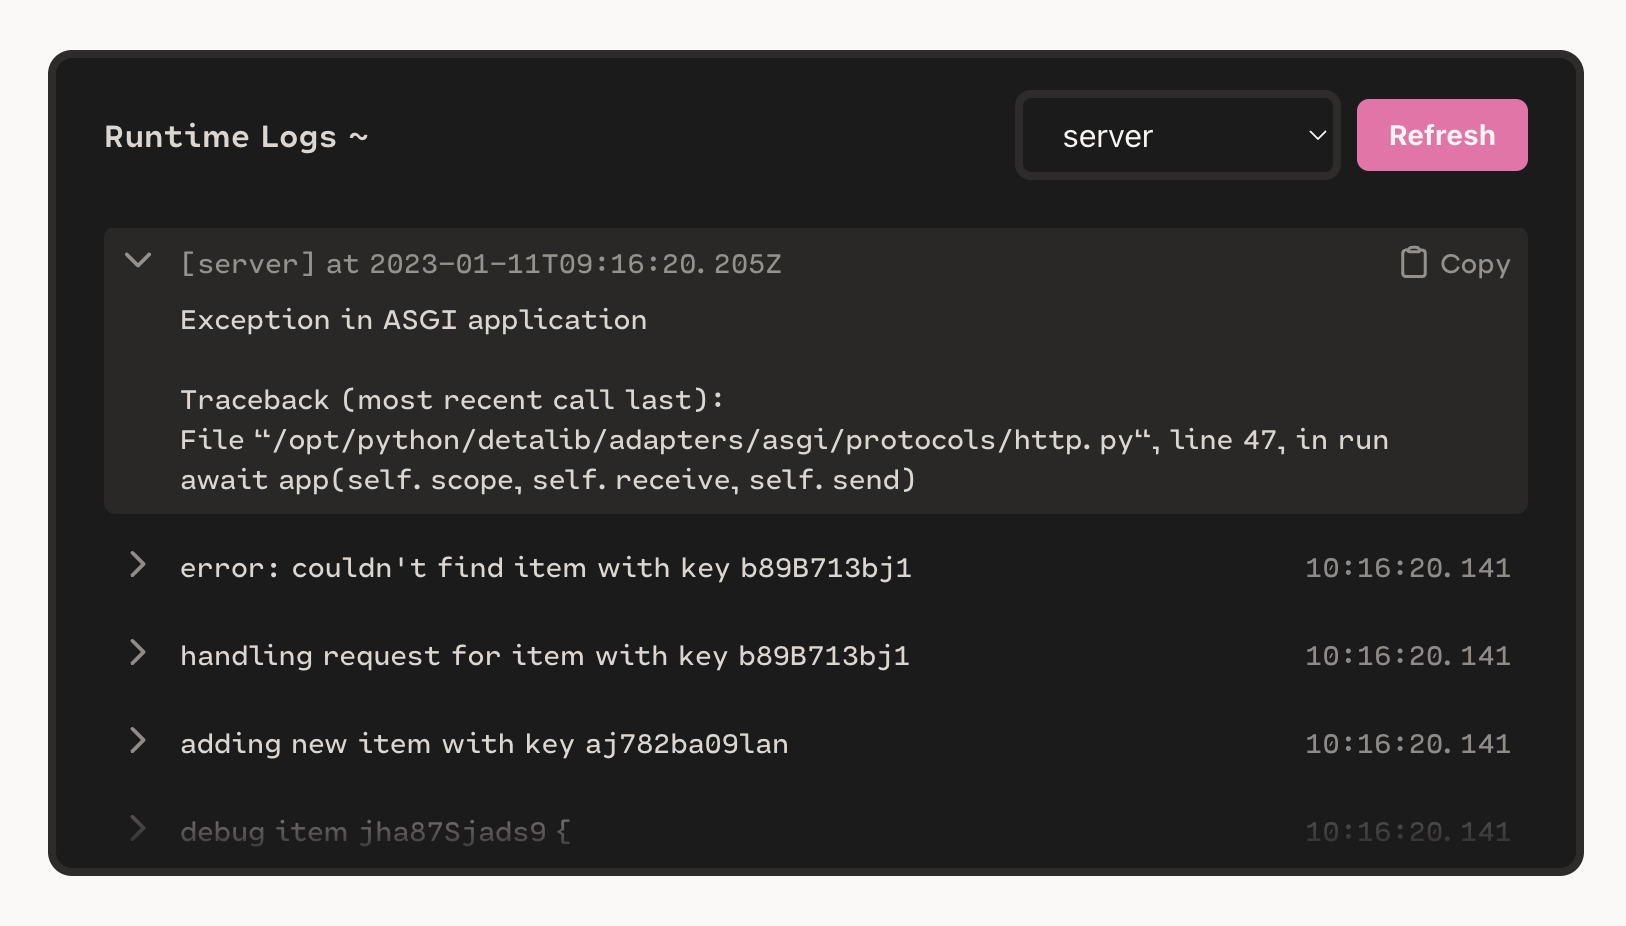 Runtime Logs ~
server
Refresh
[server] at 2023-01-11T09:16:20.205Z
Copy
Exception in ASGI application
Traceback (most recent call last):
File “/opt/python/detalib/adapters/asgi/protocols/http.py“, line 47, in run
await app(self.scope, self.receive, self.send)
error: couldn't find item with key b89B713bj1
10:16:20.141
handling request for item with key b89B713bj1
10:16:20.141
adding new item with key aj782ba09lan
10:16:20.141
debug item jha87Sjads9 {
10:16:20.141